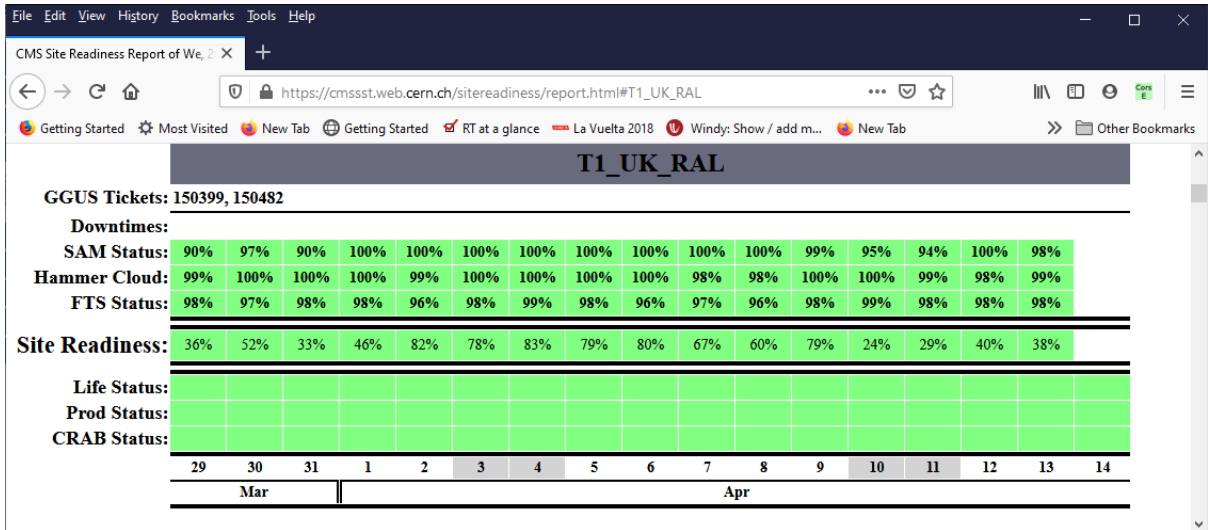 File Edit View History Bookmarks Tools Help
CMS Site Readiness Report of We, 2
https://cmssst.web.cern.ch/sitereadiness/report.html#T1_UK_RAL
Getting Started Most Visited New Tab Getting Started RT at a glance La Vuelta 2018 Windy: Show / add m... New Tab Other Bookmarks
T1_UK_RAL
GGUS Tickets: 150399, 150482
Downtimes:
SAM Status: 90% 97% 90% 100% 100% 100% 100% 100% 100% 100% 100% 99% 95% 94% 100% 98%
Hammer Cloud: 99% 100% 100% 100% 99% 100% 100% 100% 100% 98% 98% 100% 100% 99% 98% 99%
FTS Status: 98% 97% 98% 98% 96% 98% 99% 98% 96% 97% 96% 98% 99% 98% 98% 98%
Site Readiness: 36% 52% 33% 46% 82% 78% 83% 79% 80% 67% 60% 79% 24% 29% 40% 38%
Life Status:
Prod Status:
CRAB Status:
29 30 31 1 2 3 4 5 6 7 8 9 10 11 12 13 14
Mar Apr